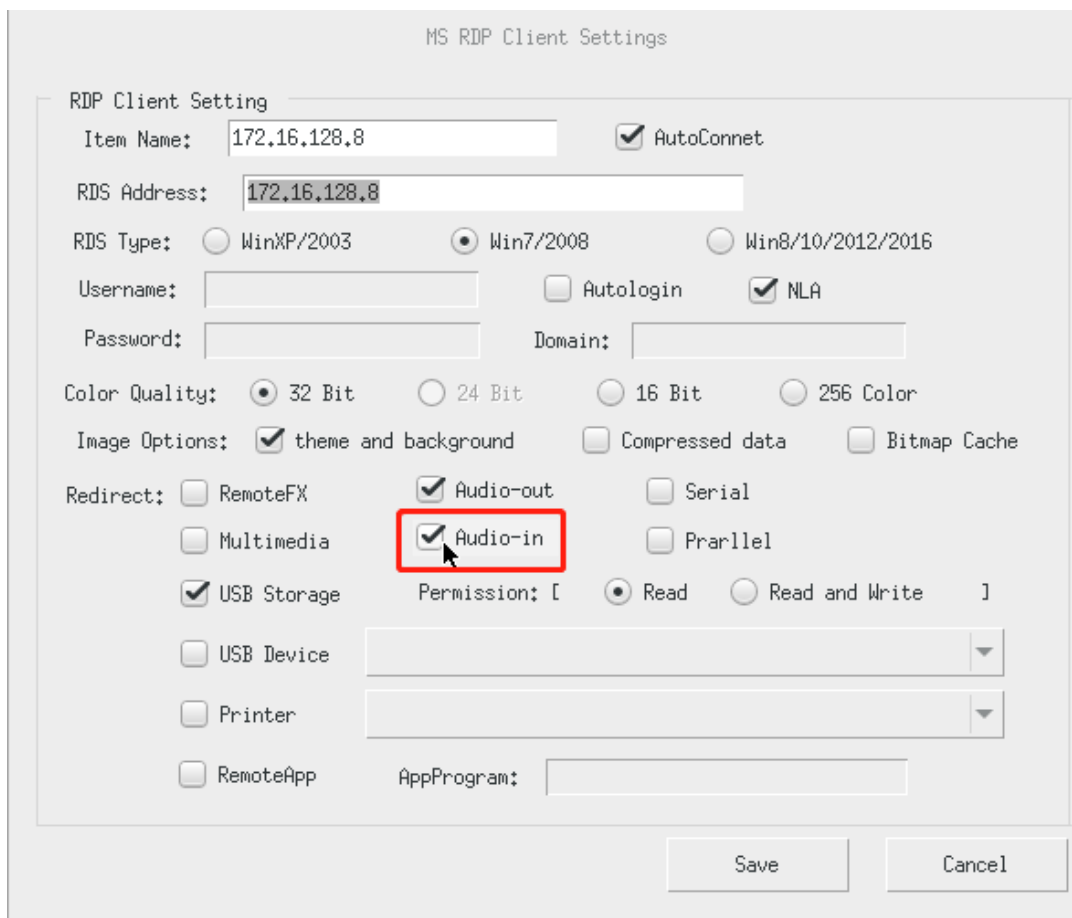 MS RDP Client Settings
RDP Client Setting
Item Name: 172.16.128.8 AutoConnet
RDS Address: 172.16.128.8
RDS Type: WinXP/2003 Win7/2008 Win8/10/2012/2016
Username: Autologin NLA
Password: Domain:
Color Quality: 32 Bit 24 Bit 16 Bit 256 Color
Image Options: theme and background Compressed data Bitmap Cache
Redirect: RemoteFX Audio-out Serial
Multimedia Audio-in Prarllel
USB Storage Permission: [ Read Read and Write ]
USB Device
Printer
RemoteApp AppProgram:
Save Cancel